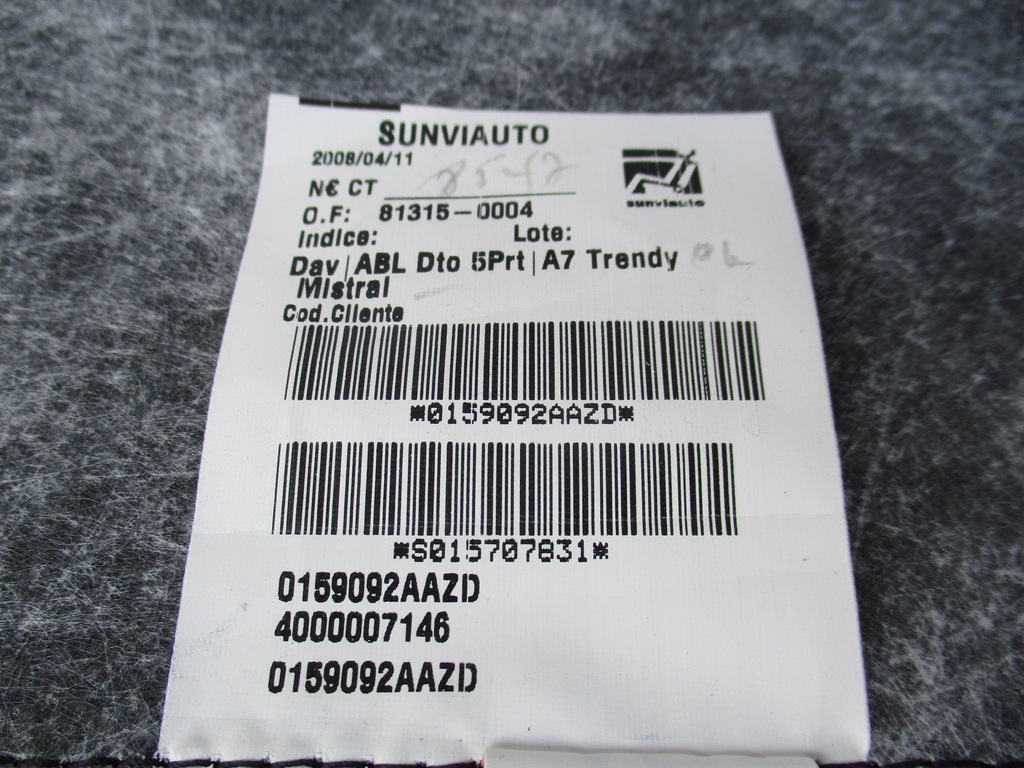 SUNVIAUTO
2008/04/11
N€ CT 8547
sunviauto
O.F: 81315-0004
Indice: Lote:
Dav|ABL Dto 5Prt|A7 Trendy
Mistral
Cod.Cliente
*0159092AAZD*
*S015707831*
0159092AAZD
4000007146
0159092AAZD